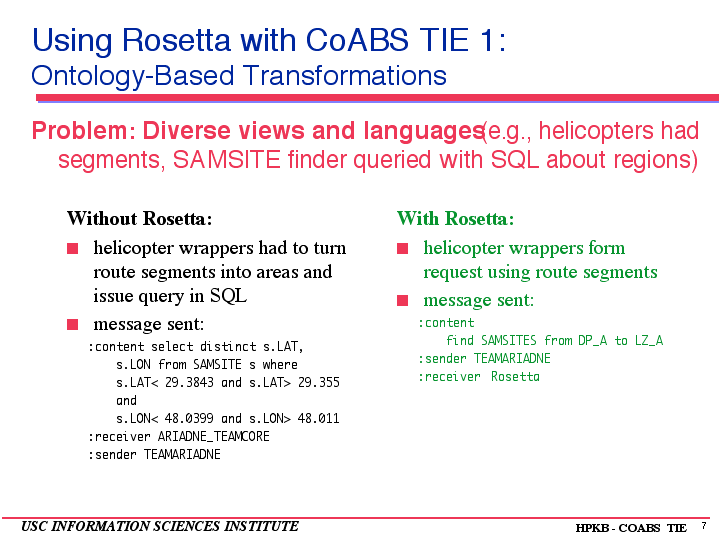 Using Rosetta with CoABS TIE 1:
Ontology-Based Transformations
Problem: Diverse views and languages(e.g., helicopters had
segments, SAMSITE finder queried with SQL about regions)
Without Rosetta:
helicopter wrappers had to turn
route segments into areas and
issue query in SQL
message sent:
:content select distinct s.LAT,
s.LON from SAMSITE s where
s.LAT< 29.3843 and s.LAT> 29.355
and
s.LON< 48.0399 and s.LON> 48.011
:receiver ARIADNE_TEAMCORE
:sender TEAMARIADNE
With Rosetta:
helicopter wrappers form
request using route segments
message sent:
:content
find SAMSITES from DP_A to LZ_A
:sender TEAMARIADNE
:receiver Rosetta
USC INFORMATION SCIENCES INSTITUTE
HPKB - COABS TIE 7